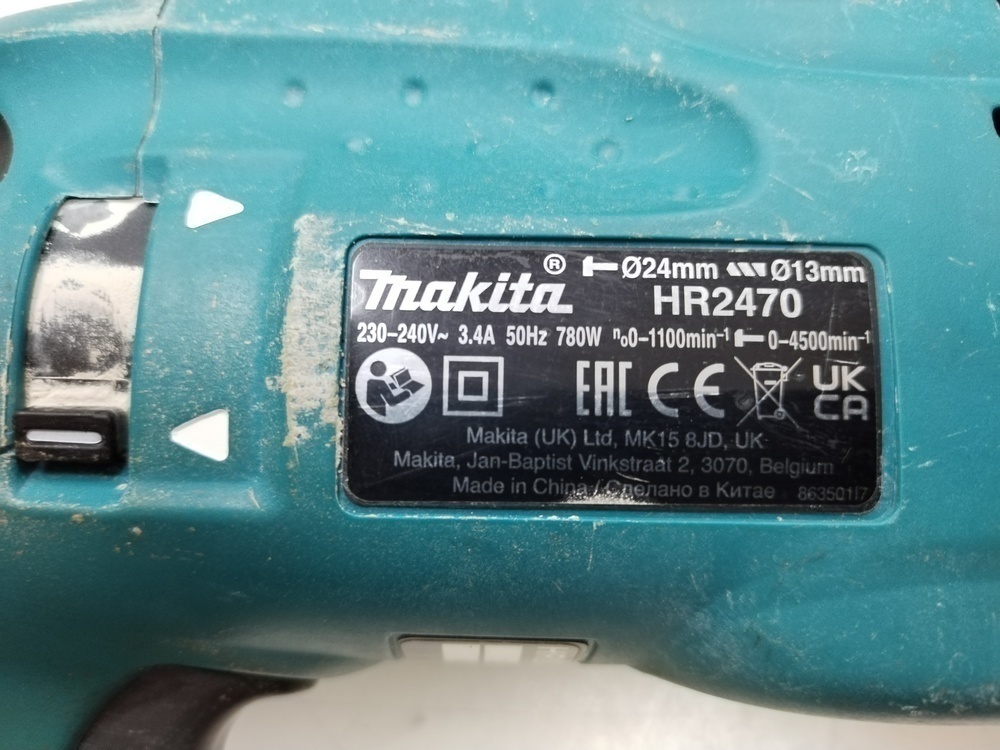 Makita® Ø24mm Ø13mm
HR2470
230-240V~ 3.4A 50Hz 780W n₀0-1100min⁻¹ 0-4500min⁻¹
EAC CE UK CA
Makita (UK) Ltd, MK15 8JD, UK
Makita, Jan-Baptist Vinkstraat 2, 3070, Belgium
Made in China / Сделано в Китае 863501I7